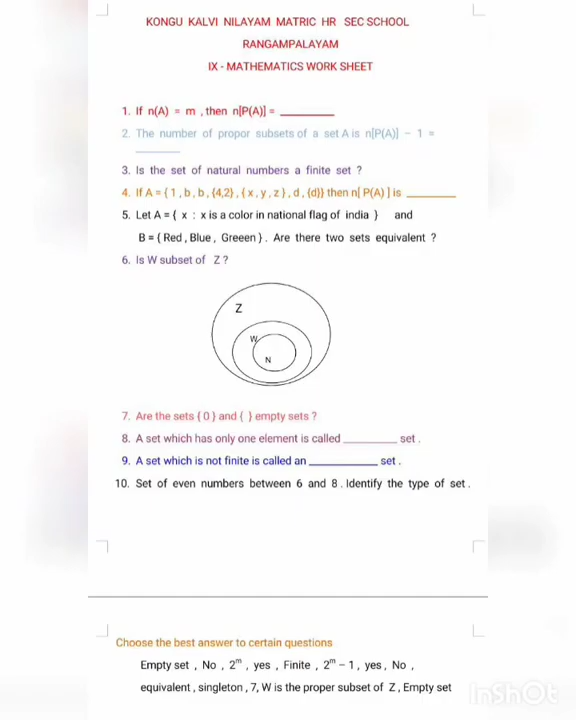 KONGU KALVI NILAYAM MATRIC HR SEC SCHOOL
RANGAMPALAYAM
IX - MATHEMATICS WORK SHEET
1. If n(A) = m , then n[P(A)] = ________
2. The number of propor subsets of a set A is n[P(A)] − 1 =
________
3. Is the set of natural numbers a finite set ?
4. If A = { 1 , b , b , {4,2} , { x , y , z } , d , {d}} then n[ P(A) ] is ________
5. Let A = { x : x is a color in national flag of india } and
B = { Red , Blue , Greeen } . Are there two sets equivalent ?
6. Is W subset of Z ?
Z
W
N
7. Are the sets { 0 } and { } empty sets ?
8. A set which has only one element is called ________ set .
9. A set which is not finite is called an ________ set .
10. Set of even numbers between 6 and 8 . Identify the type of set .
Choose the best answer to certain questions
Empty set , No , 2ᵐ , yes , Finite , 2ᵐ − 1 , yes , No ,
equivalent , singleton , 7, W is the proper subset of Z , Empty set
InShOt